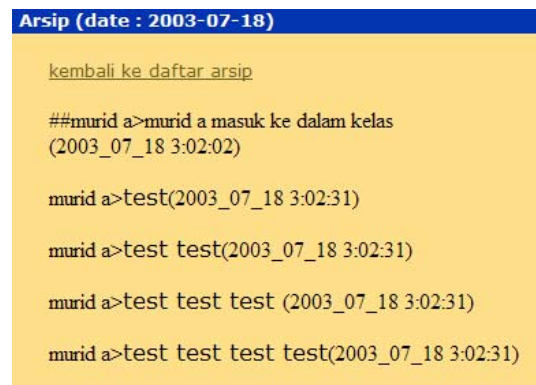 Arsip (date : 2003-07-18)
kembali ke daftar arsip
##murid a>murid a masuk ke dalam kelas
(2003_07_18 3:02:02)
murid a>test(2003_07_18 3:02:31)
murid a>test test(2003_07_18 3:02:31)
murid a>test test test (2003_07_18 3:02:31)
murid a>test test test test(2003_07_18 3:02:31)